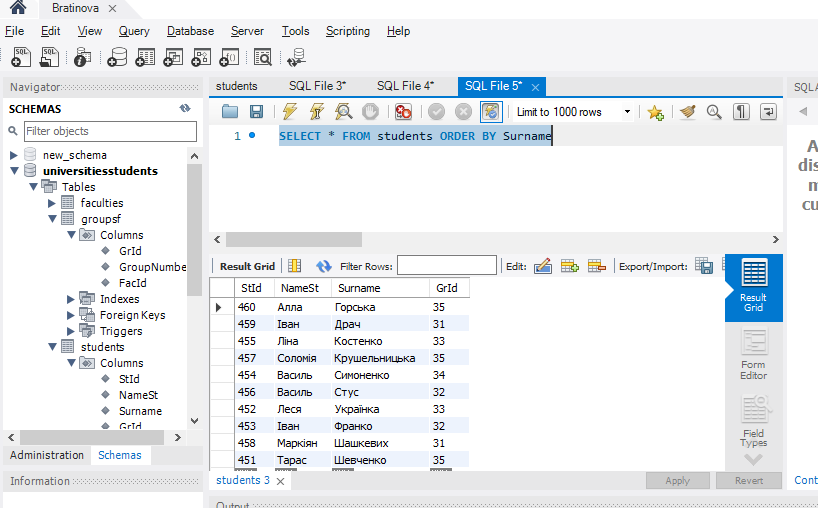 Bratinova
File Edit View Query Database Server Tools Scripting Help
Navigator
SCHEMAS
Filter objects
new_schema
universitiesstudents
Tables
faculties
groupsf
Columns
GrId
GroupNumbe
FacId
Indexes
Foreign Keys
Triggers
students
Columns
StId
NameSt
Surname
GrId
Administration Schemas
Information
students SQL File 3* SQL File 4* SQL File 5*
Limit to 1000 rows
1 SELECT * FROM students ORDER BY Surname
Result Grid Filter Rows: Edit: Export/Import:
StId NameSt Surname GrId
460 Алла Горська 35
459 Іван Драч 31
455 Ліна Костенко 33
457 Соломія Крушельницька 35
454 Василь Симоненко 34
456 Василь Стус 32
452 Леся Українка 33
453 Іван Франко 32
458 Маркіян Шашкевич 31
451 Тарас Шевченко 35
Result
Grid
Form
Editor
Field
Types
students 3 Apply Revert
Output
SQLA
A
dis
m
cu
Cont